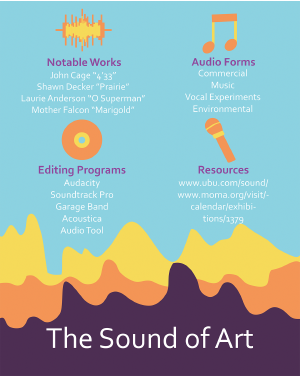 Notable Works
John Cage "4'33"
Shawn Decker "Prairie"
Laurie Anderson "O Superman"
Mother Falcon "Marigold"
Audio Forms
Commercial
Music
Vocal Experiments
Environmental
Editing Programs
Audacity
Soundtrack Pro
Garage Band
Acoustica
Audio Tool
Resources
www.ubu.com/sound/
www.moma.org/visit/-
calendar/exhibi-
tions/1379
The Sound of Art